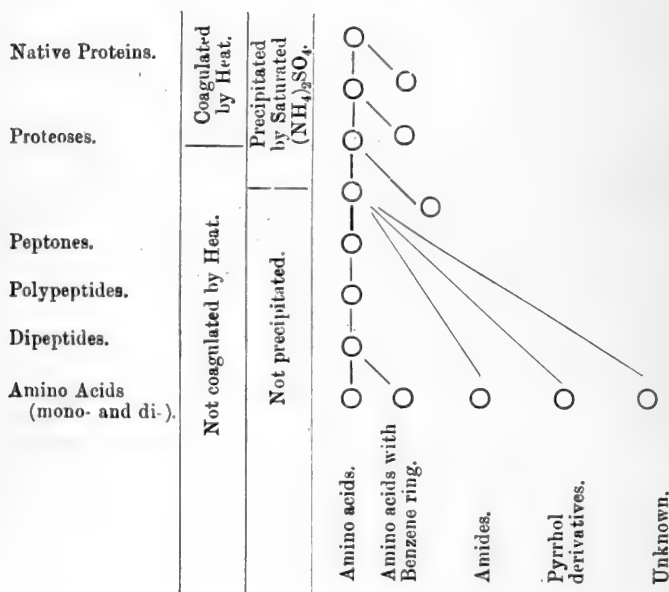 Native Proteins.
Proteoses.
Peptones.
Polypeptides.
Dipeptides.
Amino Acids
(mono- and di-).
Coagulated
by Heat.
Not coagulated by Heat.
Precipitated
by Saturated
(NH₄)₂SO₄.
Not precipitated.
Amino acids.
Amino acids with
Benzene ring.
Amides.
Pyrrhol
derivatives.
Unknown.